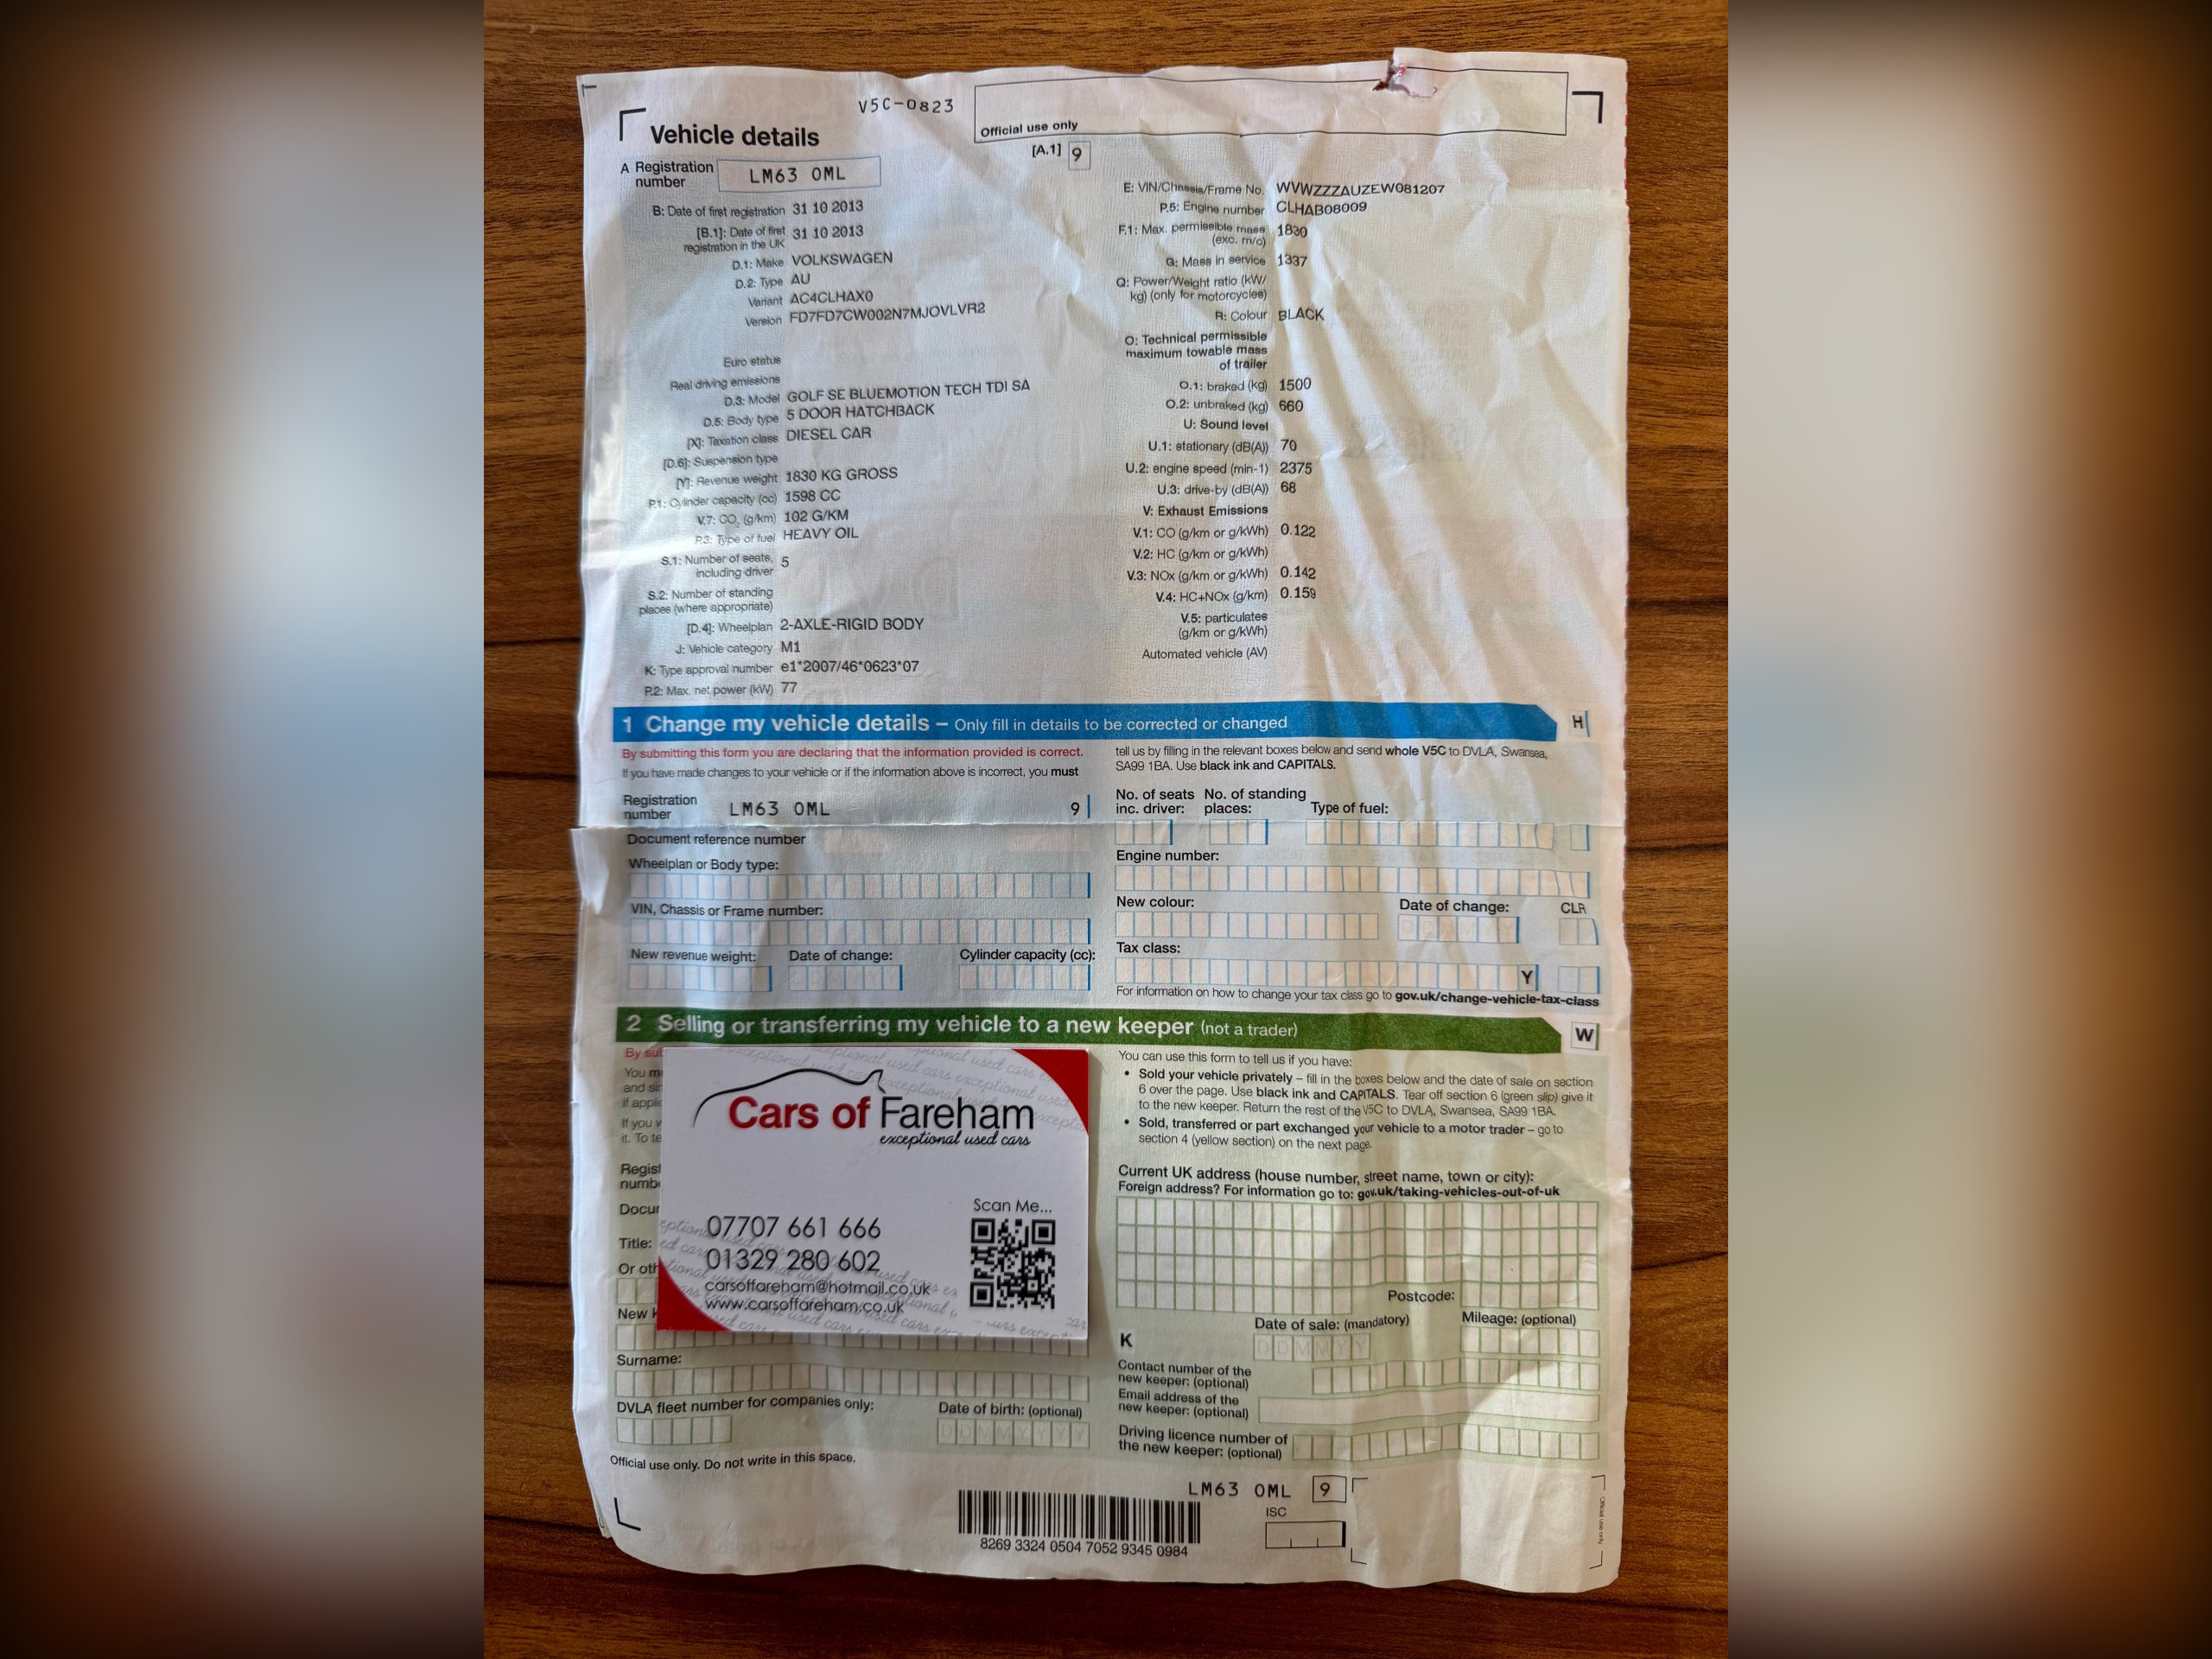 V5C-0823
Vehicle details
Official use only
A Registration number LM63 OML
[A.1] 9
B: Date of first registration 31 10 2013
[B.1]: Date of first registration in the UK 31 10 2013
D.1: Make VOLKSWAGEN
D.2: Type AU
Variant AC4CLHAX0
Version FD7FD7CW002N7MJOVLVR2
Euro status
Real driving emissions
D.3: Model GOLF SE BLUEMOTION TECH TDI SA
D.5: Body type 5 DOOR HATCHBACK
[X]: Taxation class DIESEL CAR
[D.6]: Suspension type
[Y]: Revenue weight 1830 KG GROSS
P.1: Cylinder capacity (cc) 1598 CC
V.7: CO₂ (g/km) 102 G/KM
P.3: Type of fuel HEAVY OIL
S.1: Number of seats, including driver 5
S.2: Number of standing places (where appropriate)
[D.4]: Wheelplan 2-AXLE-RIGID BODY
J: Vehicle category M1
K: Type approval number e1*2007/46*0623*07
P.2: Max. net power (kW) 77
E: VIN/Chassis/Frame No. WVWZZZAUZEW081207
P.5: Engine number CLHAB08009
F.1: Max. permissible mass (exc. m/c) 1830
G: Mass in service 1337
Q: Power/Weight ratio (kW/kg) (only for motorcycles)
R: Colour BLACK
O: Technical permissible maximum towable mass of trailer
O.1: braked (kg) 1500
O.2: unbraked (kg) 660
U: Sound level
U.1: stationary (dB(A)) 70
U.2: engine speed (min-1) 2375
U.3: drive-by (dB(A)) 68
V: Exhaust Emissions
V.1: CO (g/km or g/kWh) 0.122
V.2: HC (g/km or g/kWh)
V.3: NOx (g/km or g/kWh) 0.142
V.4: HC+NOx (g/km) 0.159
V.5: particulates (g/km or g/kWh)
Automated vehicle (AV)
1 Change my vehicle details – Only fill in details to be corrected or changed
H
By submitting this form you are declaring that the information provided is correct.
If you have made changes to your vehicle or if the information above is incorrect, you must
tell us by filling in the relevant boxes below and send whole V5C to DVLA, Swansea,
SA99 1BA. Use black ink and CAPITALS.
Registration number LM63 OML 9
Document reference number
Wheelplan or Body type:
VIN, Chassis or Frame number:
New revenue weight: Date of change: Cylinder capacity (cc):
No. of seats inc. driver: No. of standing places: Type of fuel:
Engine number:
New colour: Date of change: CLR
Tax class:
Y
For information on how to change your tax class go to gov.uk/change-vehicle-tax-class
2 Selling or transferring my vehicle to a new keeper (not a trader)
W
By sub
You m
and sir
if applic
If you w
it. To te
Regist
numbe
Docur
Title:
Or oth
New k
Surname:
DVLA fleet number for companies only: Date of birth: (optional)
DDMMYYYY
Official use only. Do not write in this space.
Cars of Fareham
exceptional used cars
Scan Me...
07707 661 666
01329 280 602
carsoffareham@hotmail.co.uk
www.carsoffareham.co.uk
You can use this form to tell us if you have:
• Sold your vehicle privately – fill in the boxes below and the date of sale on section
6 over the page. Use black ink and CAPITALS. Tear off section 6 (green slip) give it
to the new keeper. Return the rest of the V5C to DVLA, Swansea, SA99 1BA.
• Sold, transferred or part exchanged your vehicle to a motor trader – go to
section 4 (yellow section) on the next page.
Current UK address (house number, street name, town or city):
Foreign address? For information go to: gov.uk/taking-vehicles-out-of-uk
Postcode:
K
Date of sale: (mandatory) Mileage: (optional)
DDMMYY
Contact number of the new keeper: (optional)
Email address of the new keeper: (optional)
Driving licence number of the new keeper: (optional)
LM63 OML 9
ISC
8269 3324 0504 7052 9345 0984
Official use only